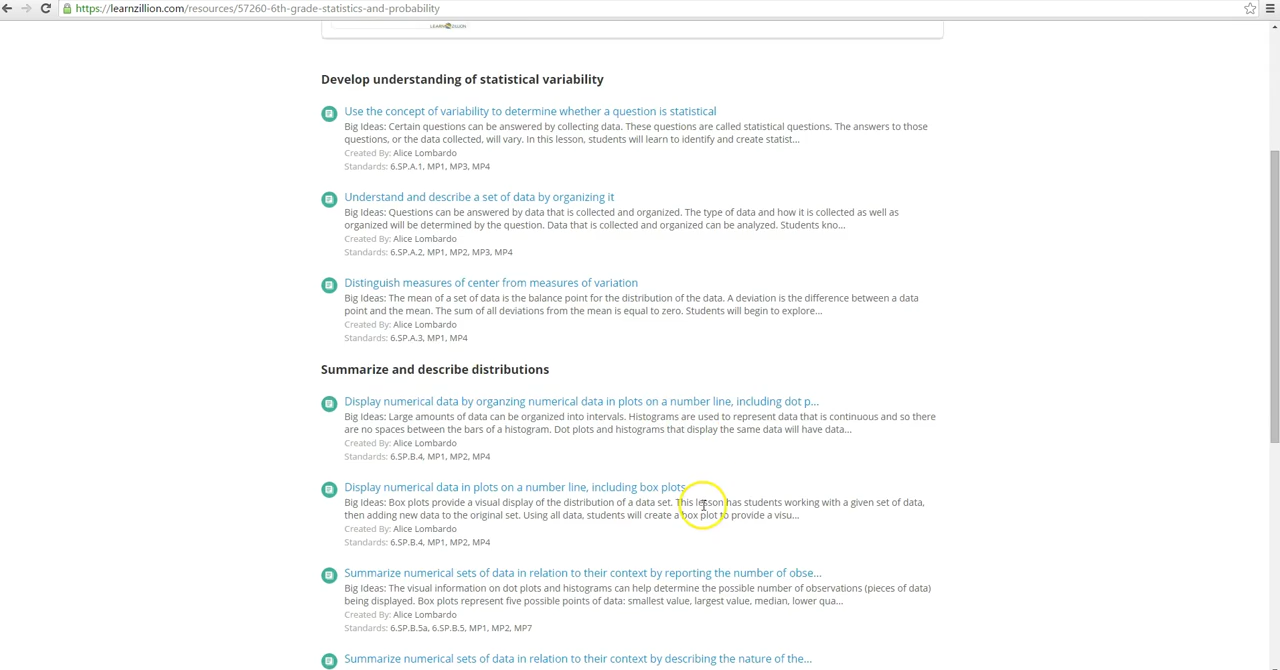 https://learnzillion.com/resources/57260-6th-grade-statistics-and-probability
LEARNZILLION
Develop understanding of statistical variability
Use the concept of variability to determine whether a question is statistical
Big Ideas: Certain questions can be answered by collecting data. These questions are called statistical questions. The answers to those
questions, or the data collected, will vary. In this lesson, students will learn to identify and create statist...
Created By: Alice Lombardo
Standards: 6.SP.A.1, MP1, MP3, MP4
Understand and describe a set of data by organizing it
Big Ideas: Questions can be answered by data that is collected and organized. The type of data and how it is collected as well as
organized will be determined by the question. Data that is collected and organized can be analyzed. Students kno...
Created By: Alice Lombardo
Standards: 6.SP.A.2, MP1, MP2, MP3, MP4
Distinguish measures of center from measures of variation
Big Ideas: The mean of a set of data is the balance point for the distribution of the data. A deviation is the difference between a data
point and the mean. The sum of all deviations from the mean is equal to zero. Students will begin to explore...
Created By: Alice Lombardo
Standards: 6.SP.A.3, MP1, MP4
Summarize and describe distributions
Display numerical data by organzing numerical data in plots on a number line, including dot p...
Big Ideas: Large amounts of data can be organized into intervals. Histograms are used to represent data that is continuous and so there
are no spaces between the bars of a histogram. Dot plots and histograms that display the same data will have data...
Created By: Alice Lombardo
Standards: 6.SP.B.4, MP1, MP2, MP4
Display numerical data in plots on a number line, including box plots
Big Ideas: Box plots provide a visual display of the distribution of a data set. This lesson has students working with a given set of data,
then adding new data to the original set. Using all data, students will create a box plot to provide a visu...
Created By: Alice Lombardo
Standards: 6.SP.B.4, MP1, MP2, MP4
Summarize numerical sets of data in relation to their context by reporting the number of obse...
Big Ideas: The visual information on dot plots and histograms can help determine the possible number of observations (pieces of data)
being displayed. Box plots represent five possible points of data: smallest value, largest value, median, lower qua...
Created By: Alice Lombardo
Standards: 6.SP.B.5a, 6.SP.B.5, MP1, MP2, MP7
Summarize numerical sets of data in relation to their context by describing the nature of the...